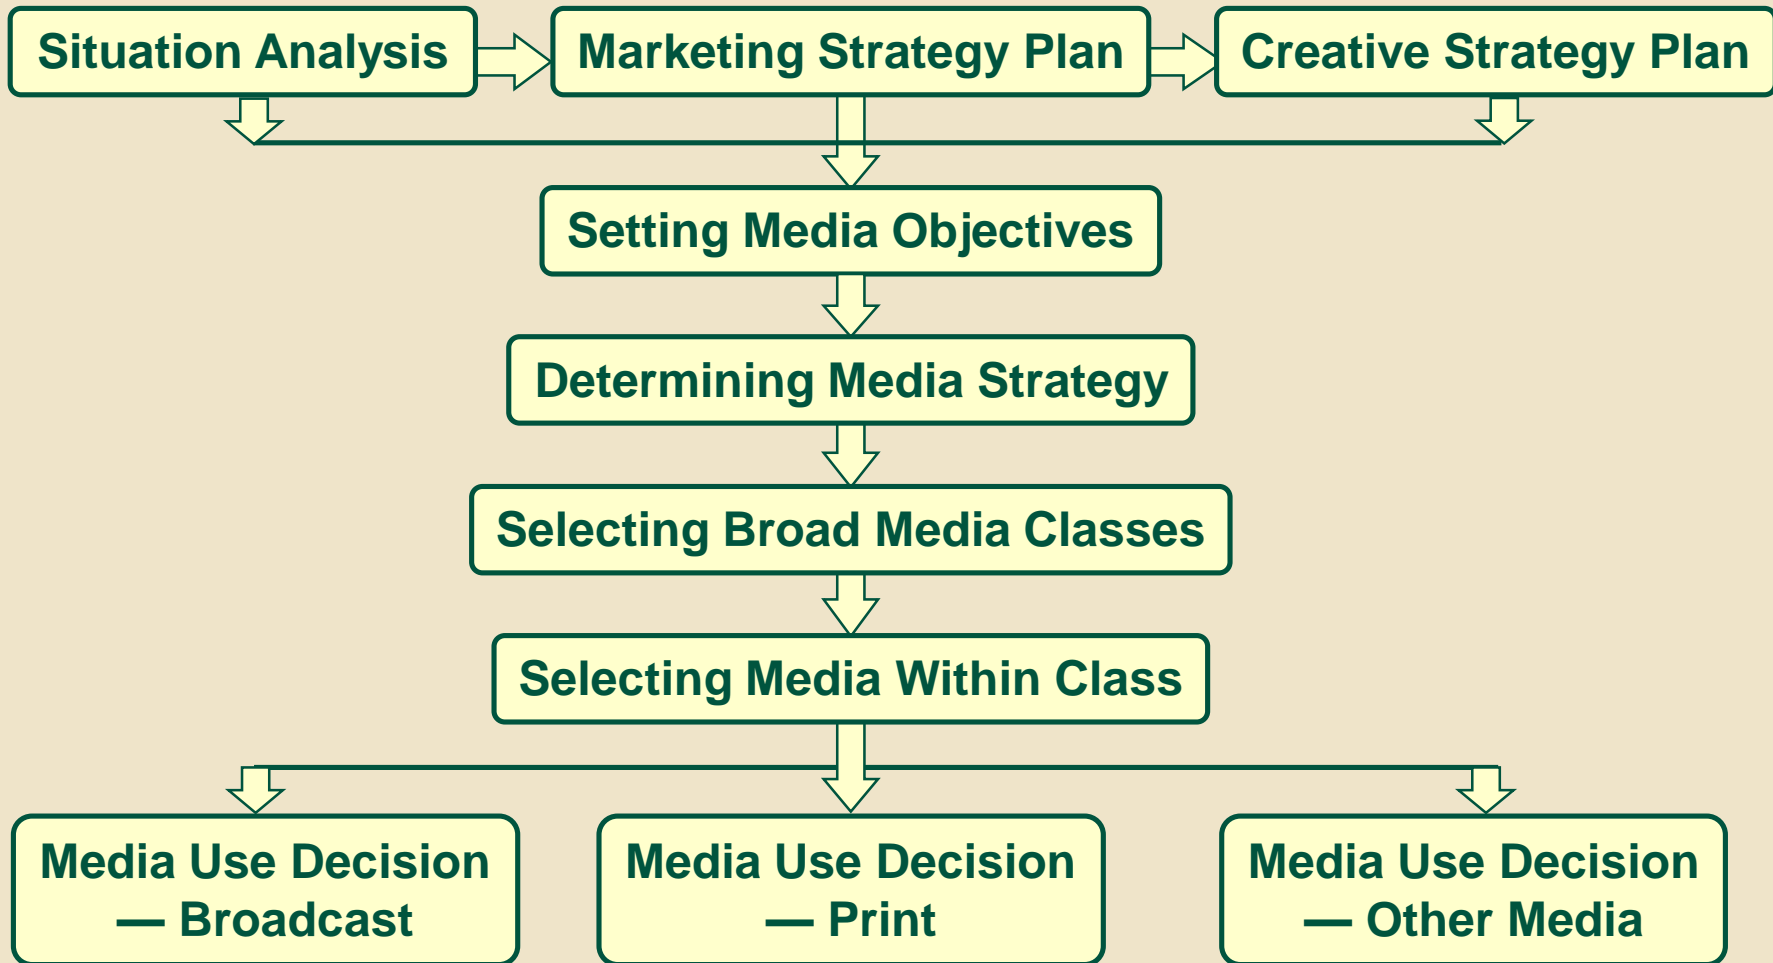 Situation Analysis
Marketing Strategy Plan
Creative Strategy Plan
Setting Media Objectives
Determining Media Strategy
Selecting Broad Media Classes
Selecting Media Within Class
Media Use Decision
— Broadcast
Media Use Decision
— Print
Media Use Decision
— Other Media